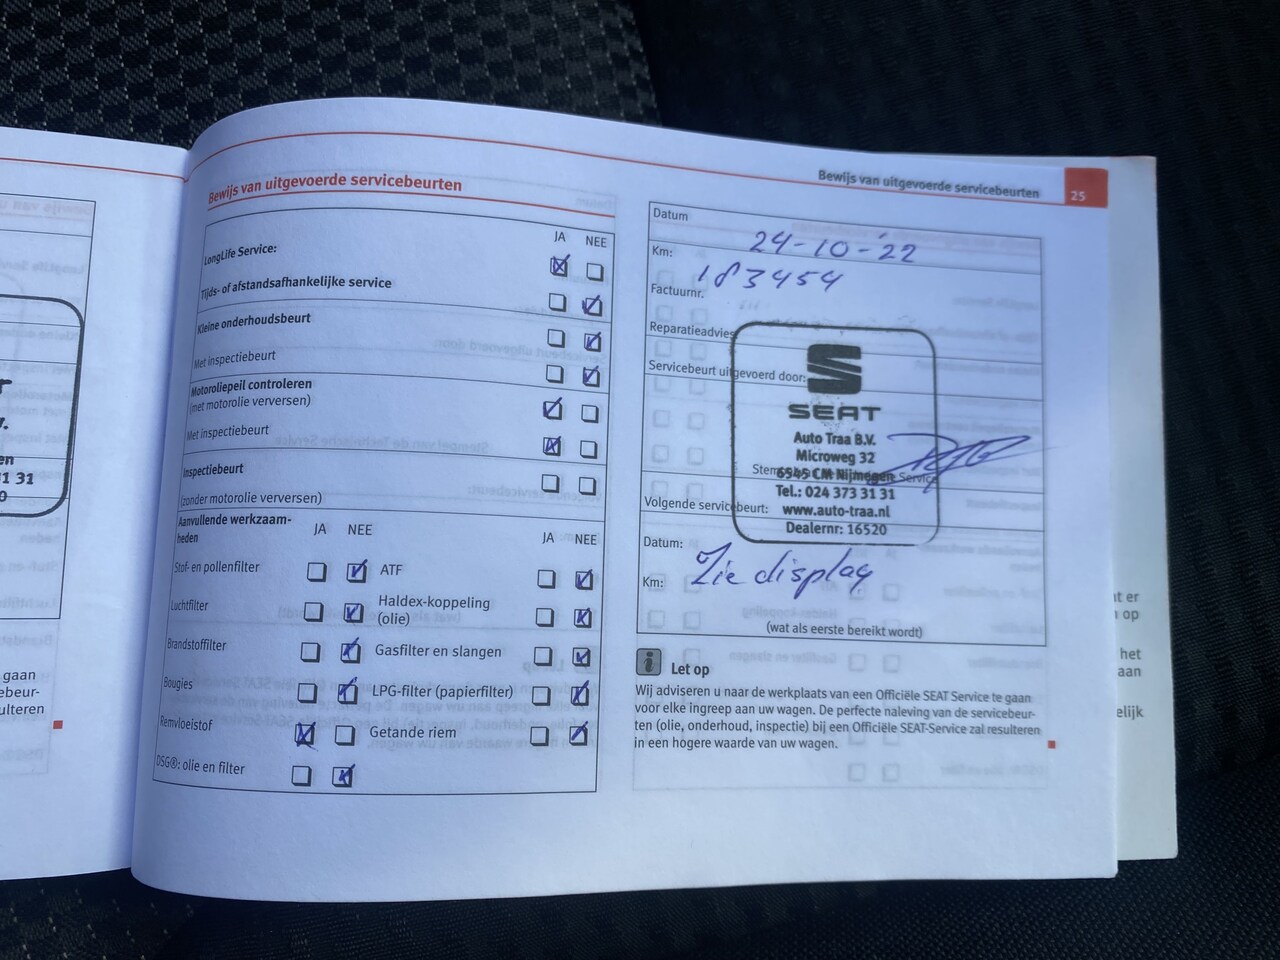 Bewijs van uitgevoerde servicebeurten
25
Bewijs van uitgevoerde servicebeurten
JA NEE
LongLife Service:
Tijds- of afstandsafhankelijke service
Kleine onderhoudsbeurt
Met inspectiebeurt
Motoroliepeil controleren
(met motorolie verversen)
Met inspectiebeurt
Inspectiebeurt
(zonder motorolie verversen)
Aanvullende werkzaam-
heden
JA NEE JA NEE
Stof- en pollenfilter ATF
Luchtfilter Haldex-koppeling
(olie)
Brandstoffilter Gasfilter en slangen
Bougies LPG-filter (papierfilter)
Remvloeistof Getande riem
DSG®: olie en filter
Datum 24-10-'22
Km: 183454
Factuurnr.
Reparatieadvies
Servicebeurt uitgevoerd door:
SEAT
Auto Traa B.V.
Microweg 32
6545 CM Nijmegen
Tel.: 024 373 31 31
www.auto-traa.nl
Dealernr: 16520
Volgende servicebeurt:
Datum: Zie display
Km:
(wat als eerste bereikt wordt)
i Let op
Wij adviseren u naar de werkplaats van een Officiële SEAT Service te gaan
voor elke ingreep aan uw wagen. De perfecte naleving van de servicebeur-
ten (olie, onderhoud, inspectie) bij een Officiële SEAT-Service zal resulteren
in een hogere waarde van uw wagen.